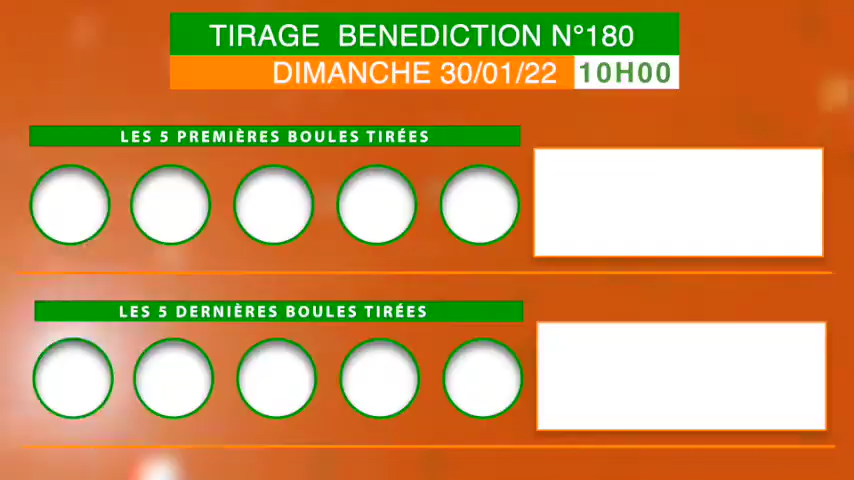 TIRAGE BENEDICTION N°180
DIMANCHE 30/01/22 10H00
LES 5 PREMIÈRES BOULES TIRÉES
LES 5 DERNIÈRES BOULES TIRÉES